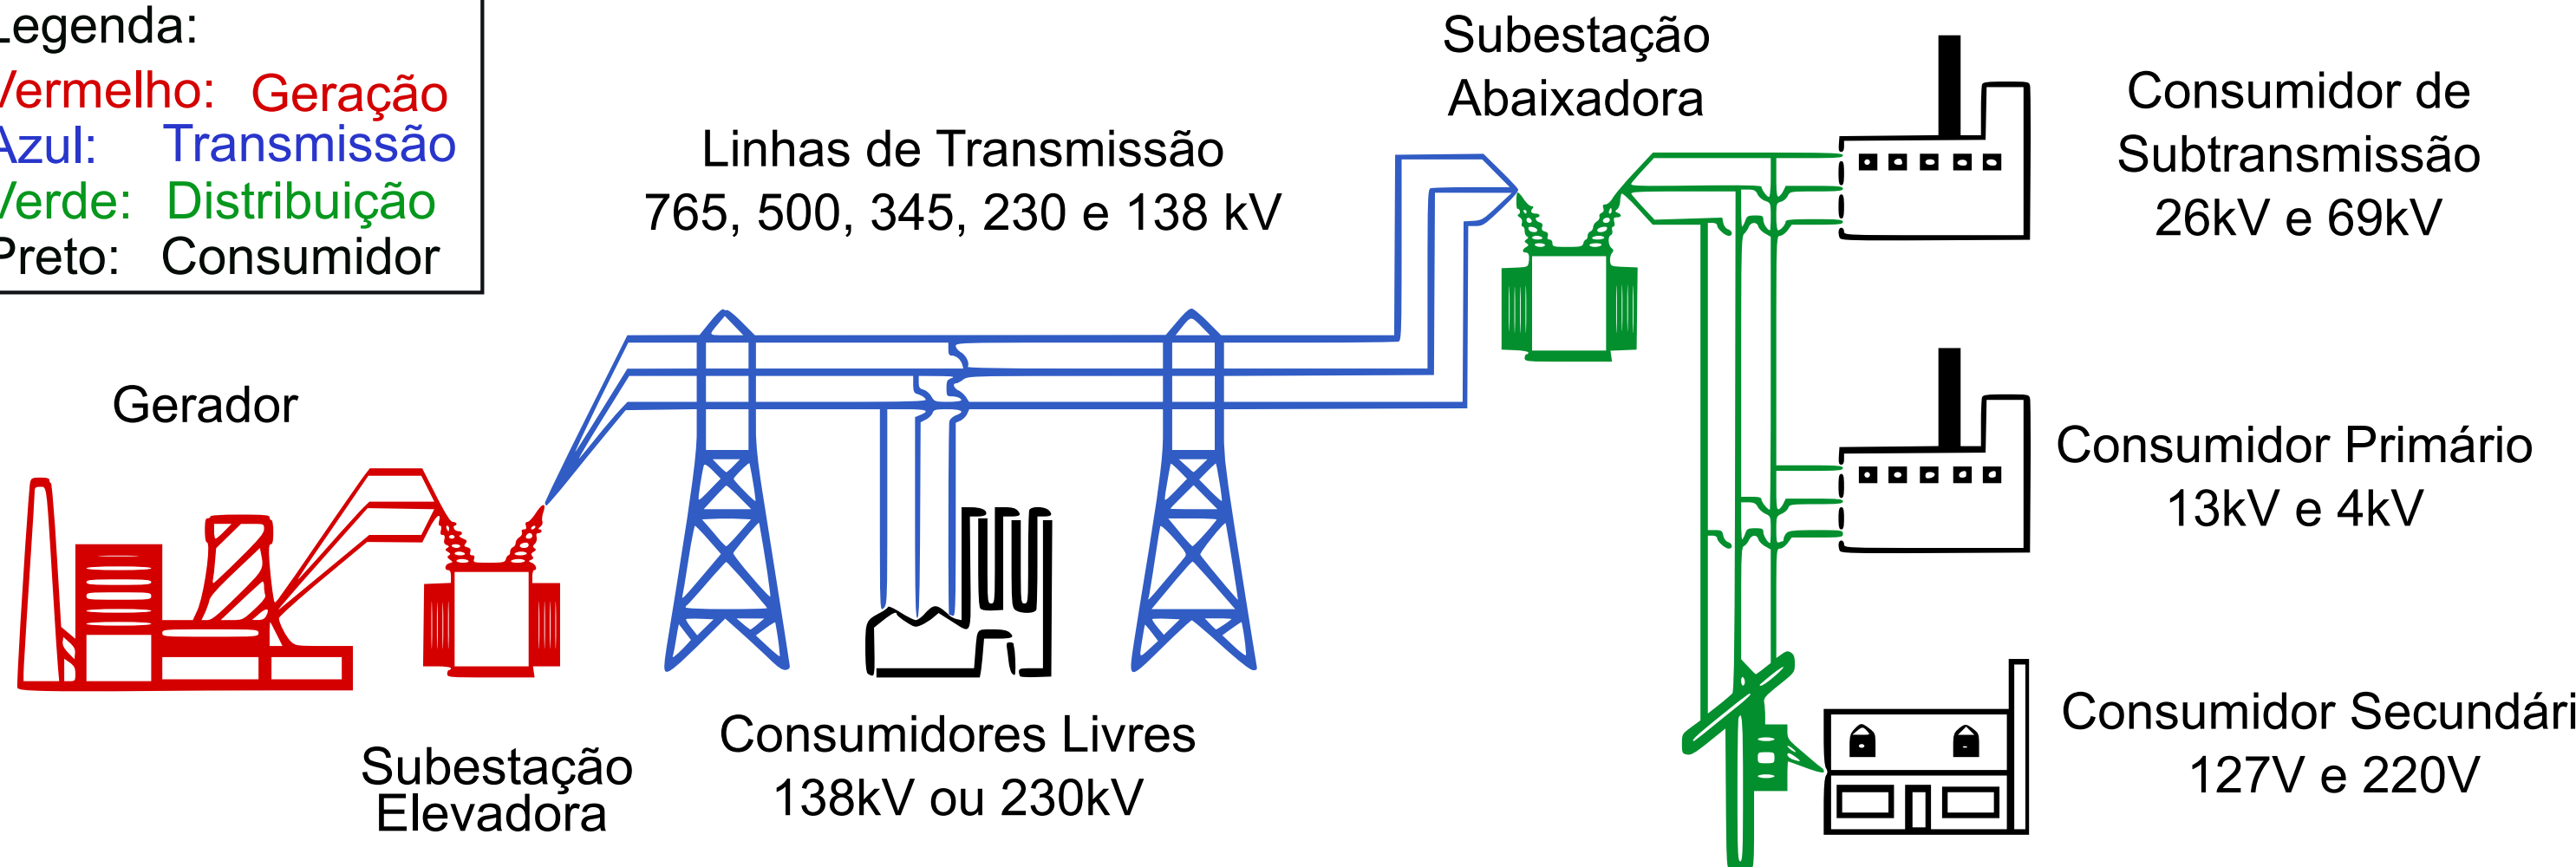 Legenda:
Vermelho: Geração
Azul: Transmissão
Verde: Distribuição
Preto: Consumidor
Gerador
Subestação
Elevadora
Linhas de Transmissão
765, 500, 345, 230 e 138 kV
Consumidores Livres
138kV ou 230kV
Subestação
Abaixadora
Consumidor de
Subtransmissão
26kV e 69kV
Consumidor Primário
13kV e 4kV
Consumidor Secundári
127V e 220V